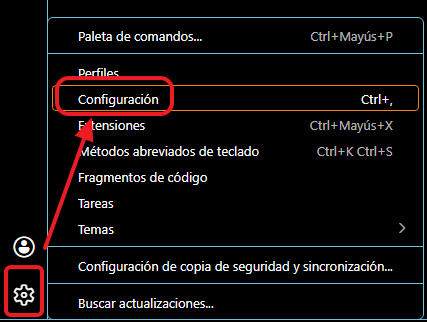 Paleta de comandos... Ctrl+Mayús+P
Perfiles
Configuración Ctrl+,
Extensiones Ctrl+Mayús+X
Métodos abreviados de teclado Ctrl+K Ctrl+S
Fragmentos de código
Tareas
Temas
Configuración de copia de seguridad y sincronización...
Buscar actualizaciones...